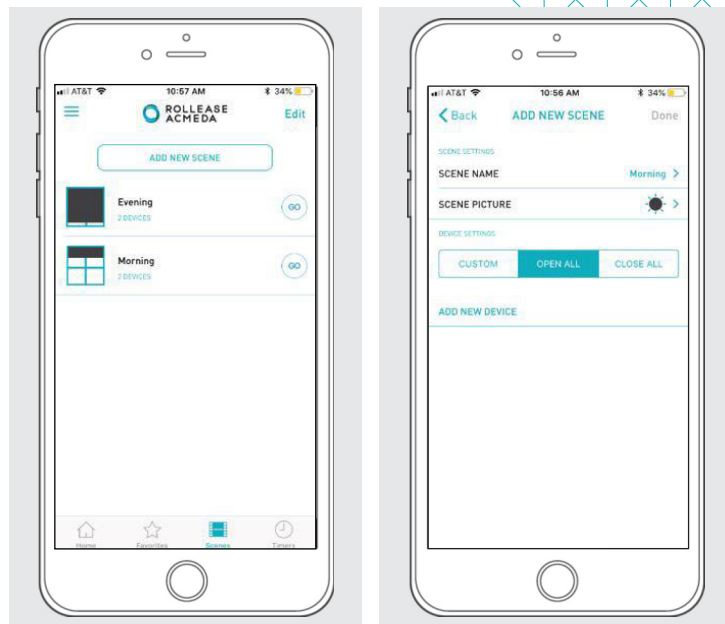 AT&T 10:57 AM 34%
ROLLEASE
ACMEDA
Edit
ADD NEW SCENE
Evening
2 DEVICES
GO
Morning
2 DEVICES
GO
Home Favorites Scenes Timers
AT&T 10:56 AM 34%
Back ADD NEW SCENE Done
SCENE SETTINGS
SCENE NAME Morning
SCENE PICTURE
DEVICE SETTINGS
CUSTOM OPEN ALL CLOSE ALL
ADD NEW DEVICE